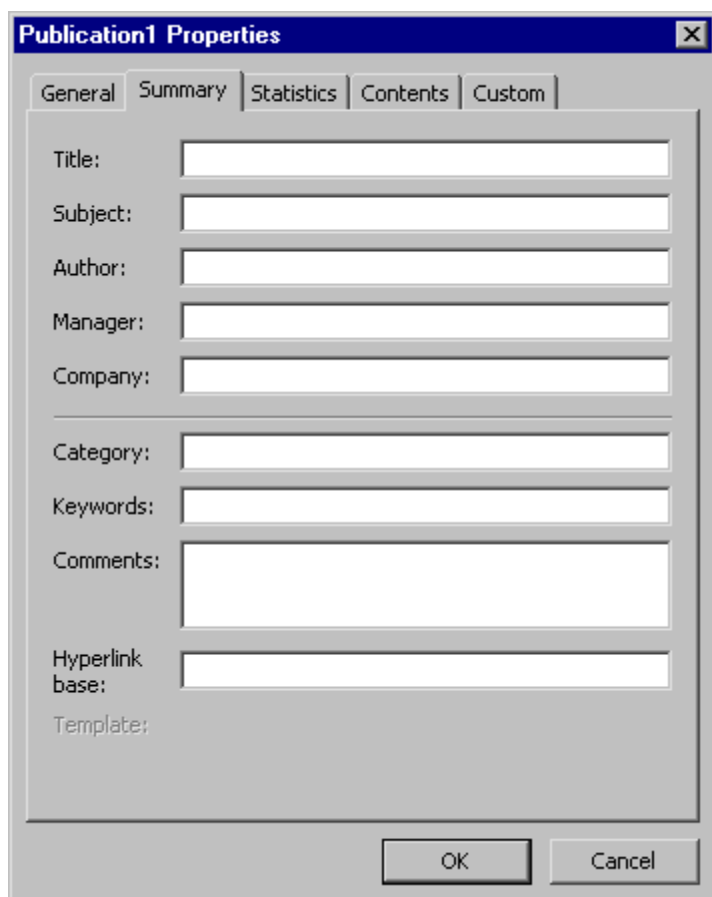 Publication1 Properties
General Summary Statistics Contents Custom
Title:
Subject:
Author:
Manager:
Company:
Category:
Keywords:
Comments:
Hyperlink
base:
Template:
OK Cancel